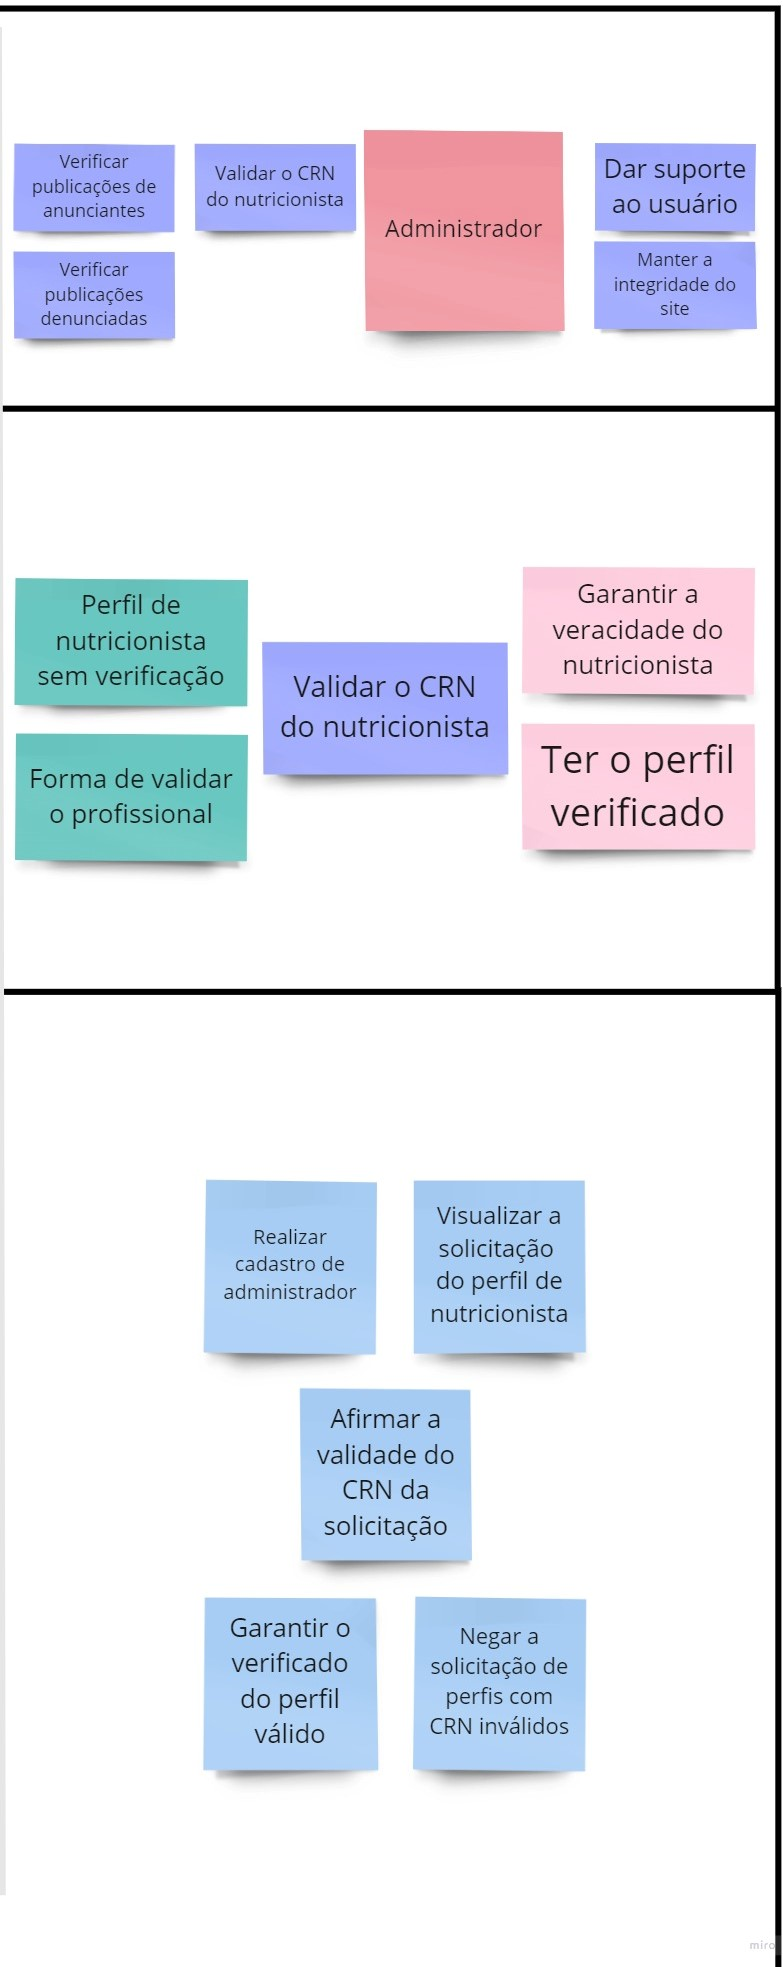 Verificar
publicações de
anunciantes
Validar o CRN
do nutricionista
Administrador
Dar suporte
ao usuário
Verificar
publicações
denunciadas
Manter a
integridade do
site
Perfil de
nutricionista
sem verificação
Garantir a
veracidade do
nutricionista
Validar o CRN
do nutricionista
Forma de validar
o profissional
Ter o perfil
verificado
Realizar
cadastro de
administrador
Visualizar a
solicitação
do perfil de
nutricionista
Afirmar a
validade do
CRN da
solicitação
Garantir o
verificado
do perfil
válido
Negar a
solicitação de
perfis com
CRN inválidos
miro